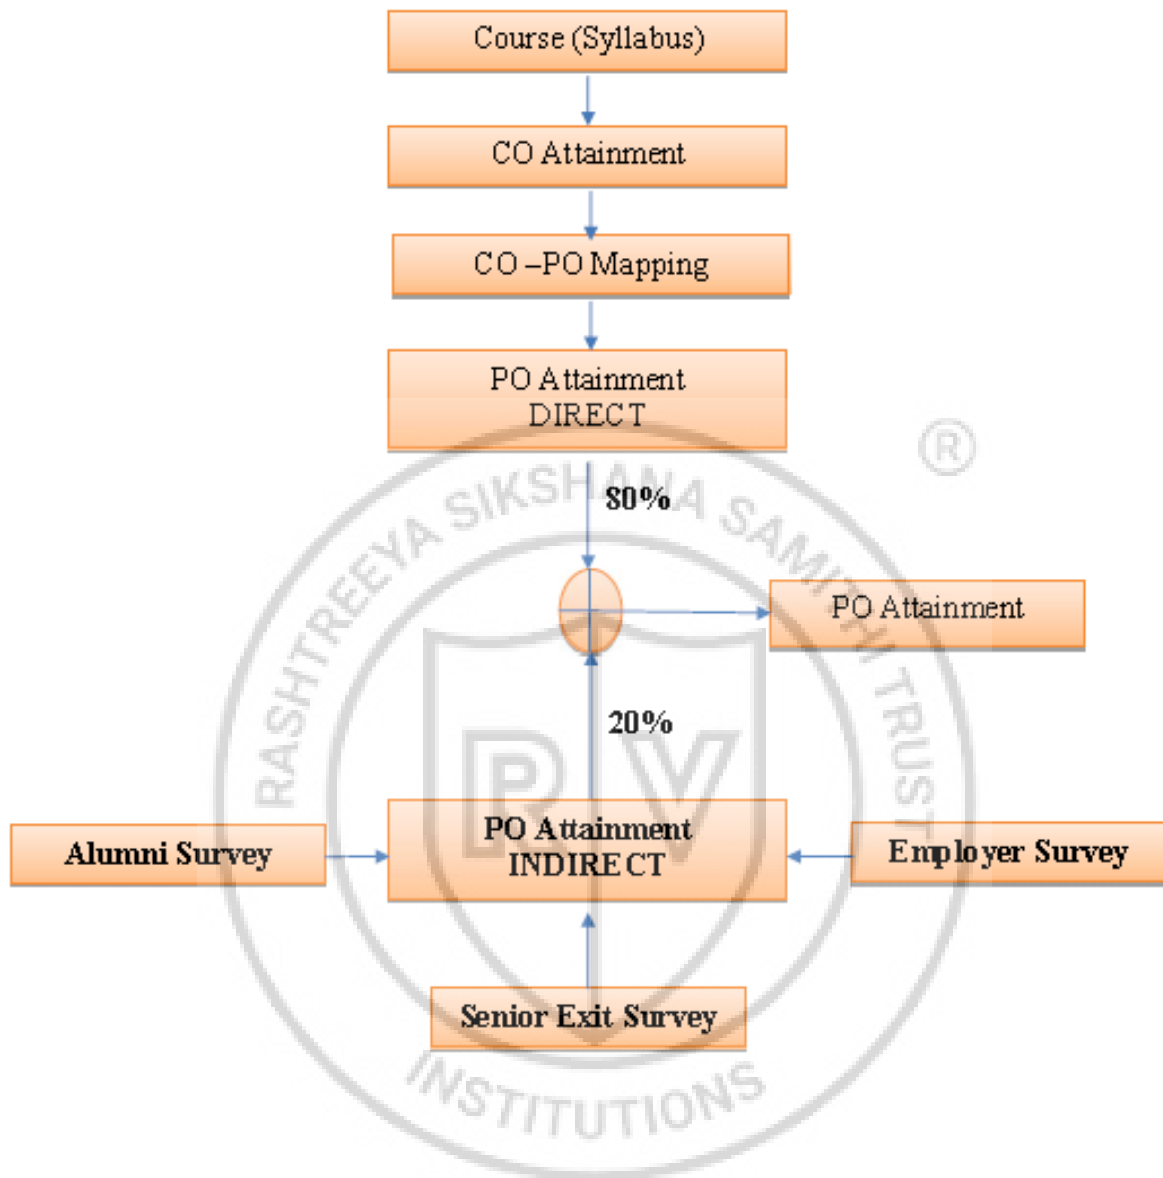 Course (Syllabus)
CO Attainment
CO –PO Mapping
PO Attainment
DIRECT
®
RASHTREEYA SIKSHANA SAMITHI TRUST
80%
PO Attainment
20%
RV
PO Attainment
INDIRECT
Alumni Survey
Employer Survey
Senior Exit Survey
INSTITUTIONS